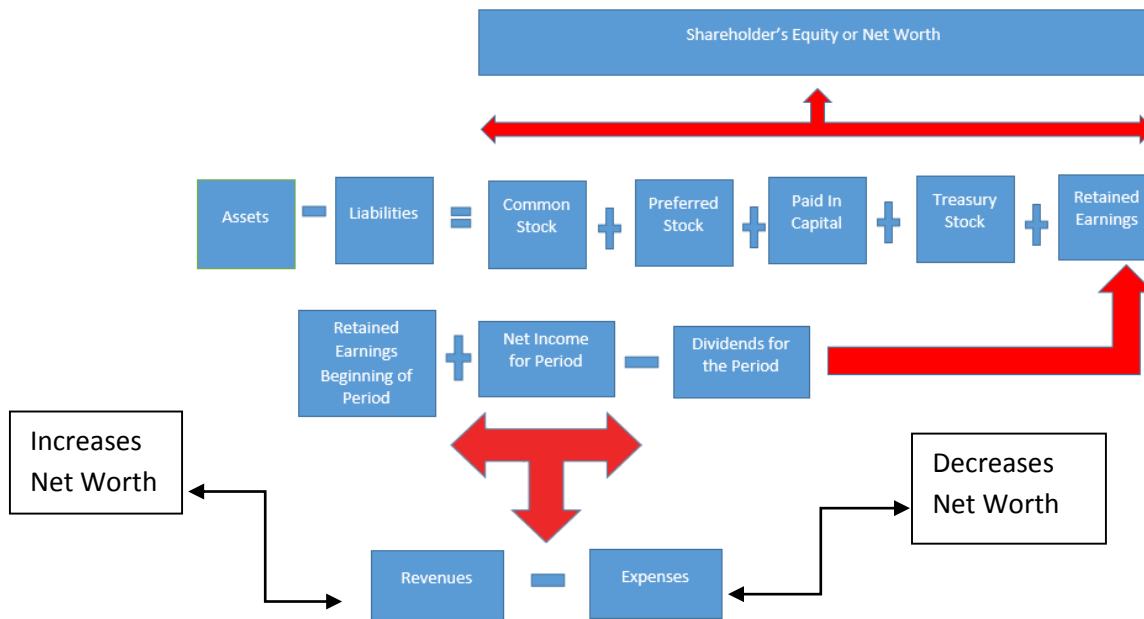 Shareholder's Equity or Net Worth
Assets
Liabilities
Common
Stock
Preferred
Stock
Paid In
Capital
Treasury
Stock
Retained
Earnings
Retained
Earnings
Beginning of
Period
Net Income
for Period
Dividends for
the Period
Increases
Net Worth
Decreases
Net Worth
Revenues
Expenses